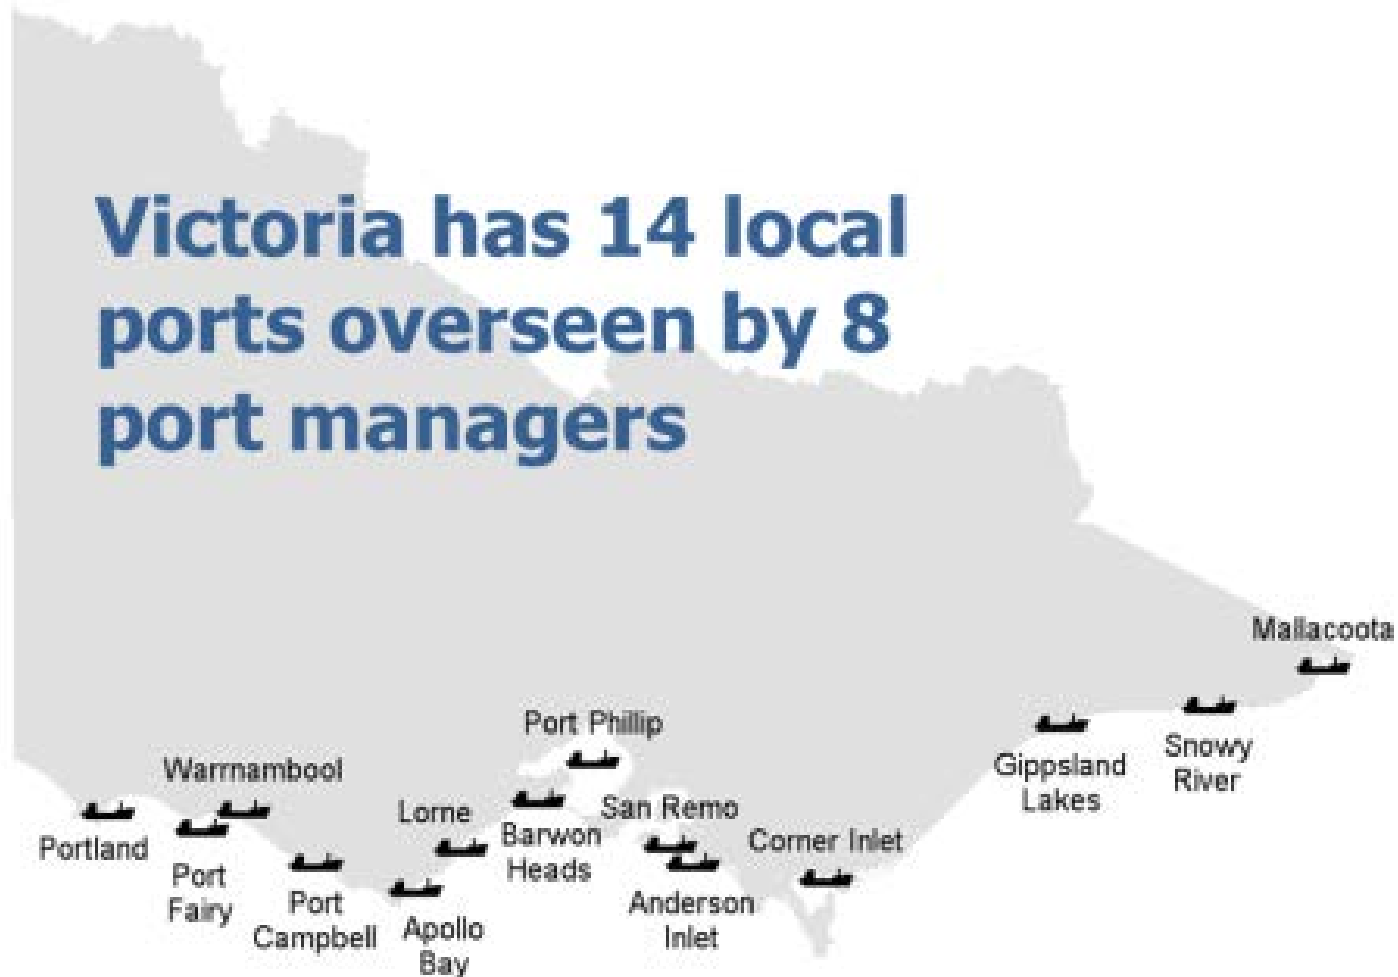 Victoria has 14 local
ports overseen by 8
port managers
Mallacoota
Port Phillip
Snowy
River
Gippsland
Lakes
Warrnambool
Lorne
San Remo
Portland
Barwon
Heads
Corner Inlet
Port
Fairy
Port
Campbell
Apollo
Bay
Anderson
Inlet